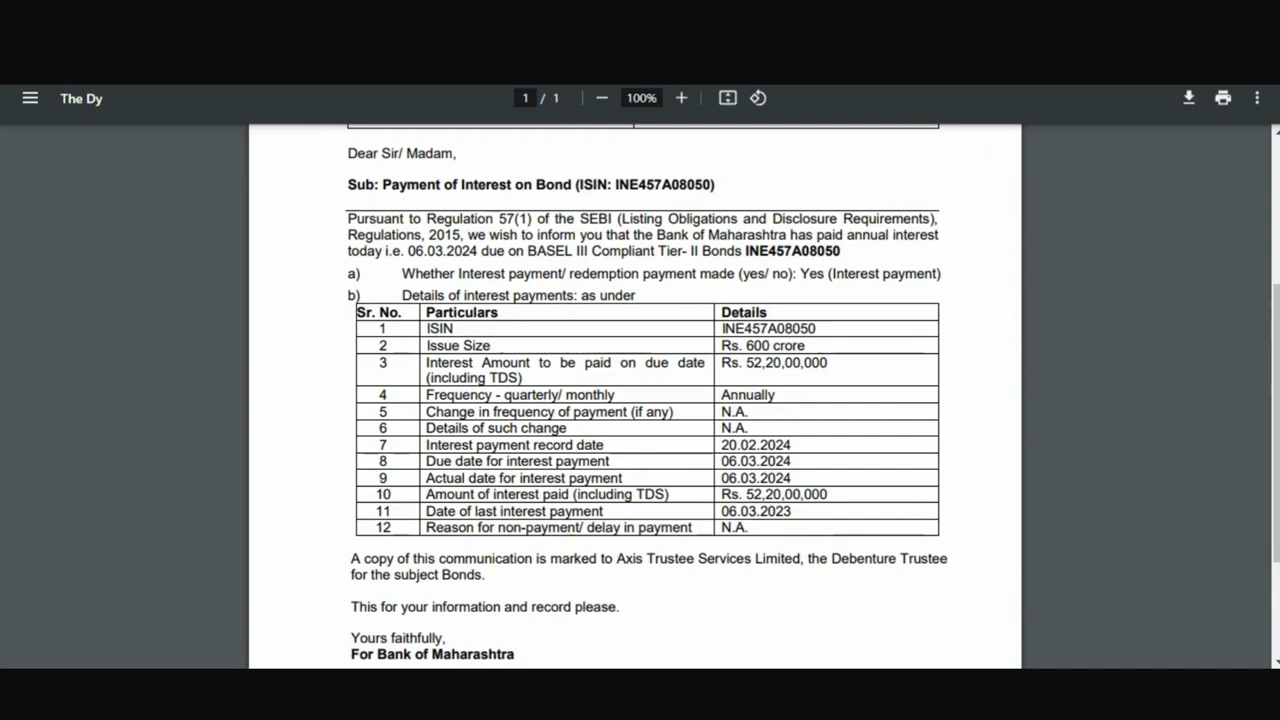 The Dy
1 / 1
100%
Dear Sir/ Madam,
Sub: Payment of Interest on Bond (ISIN: INE457A08050)
Pursuant to Regulation 57(1) of the SEBI (Listing Obligations and Disclosure Requirements),
Regulations, 2015, we wish to inform you that the Bank of Maharashtra has paid annual interest
today i.e. 06.03.2024 due on BASEL III Compliant Tier- II Bonds INE457A08050
a) Whether Interest payment/ redemption payment made (yes/ no): Yes (Interest payment)
b) Details of interest payments: as under
Sr. No. Particulars Details
1 ISIN INE457A08050
2 Issue Size Rs. 600 crore
3 Interest Amount to be paid on due date Rs. 52,20,00,000
(including TDS)
4 Frequency - quarterly/ monthly Annually
5 Change in frequency of payment (if any) N.A.
6 Details of such change N.A.
7 Interest payment record date 20.02.2024
8 Due date for interest payment 06.03.2024
9 Actual date for interest payment 06.03.2024
10 Amount of interest paid (including TDS) Rs. 52,20,00,000
11 Date of last interest payment 06.03.2023
12 Reason for non-payment/ delay in payment N.A.
A copy of this communication is marked to Axis Trustee Services Limited, the Debenture Trustee
for the subject Bonds.
This for your information and record please.
Yours faithfully,
For Bank of Maharashtra